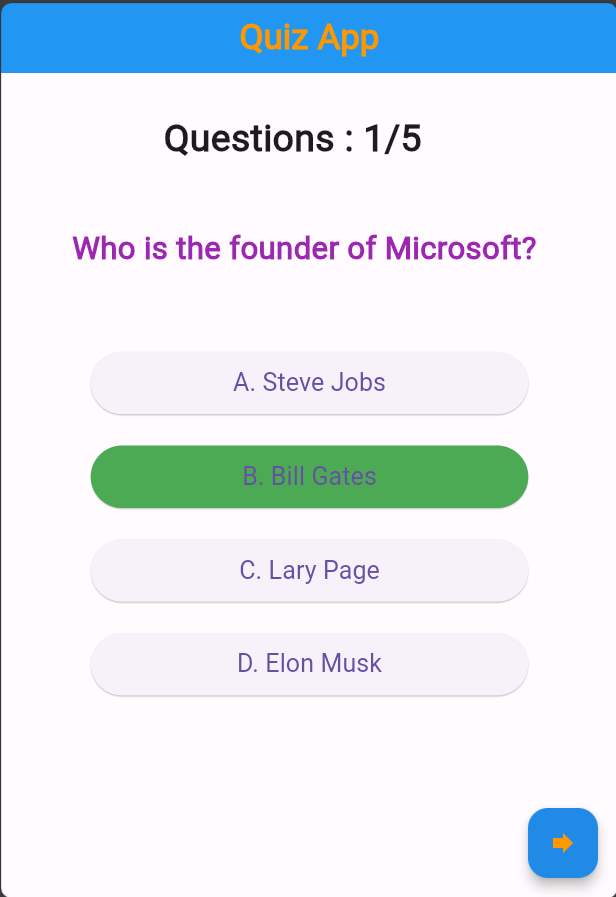 Quiz App
Questions : 1/5
Who is the founder of Microsoft?
A. Steve Jobs
B. Bill Gates
C. Lary Page
D. Elon Musk